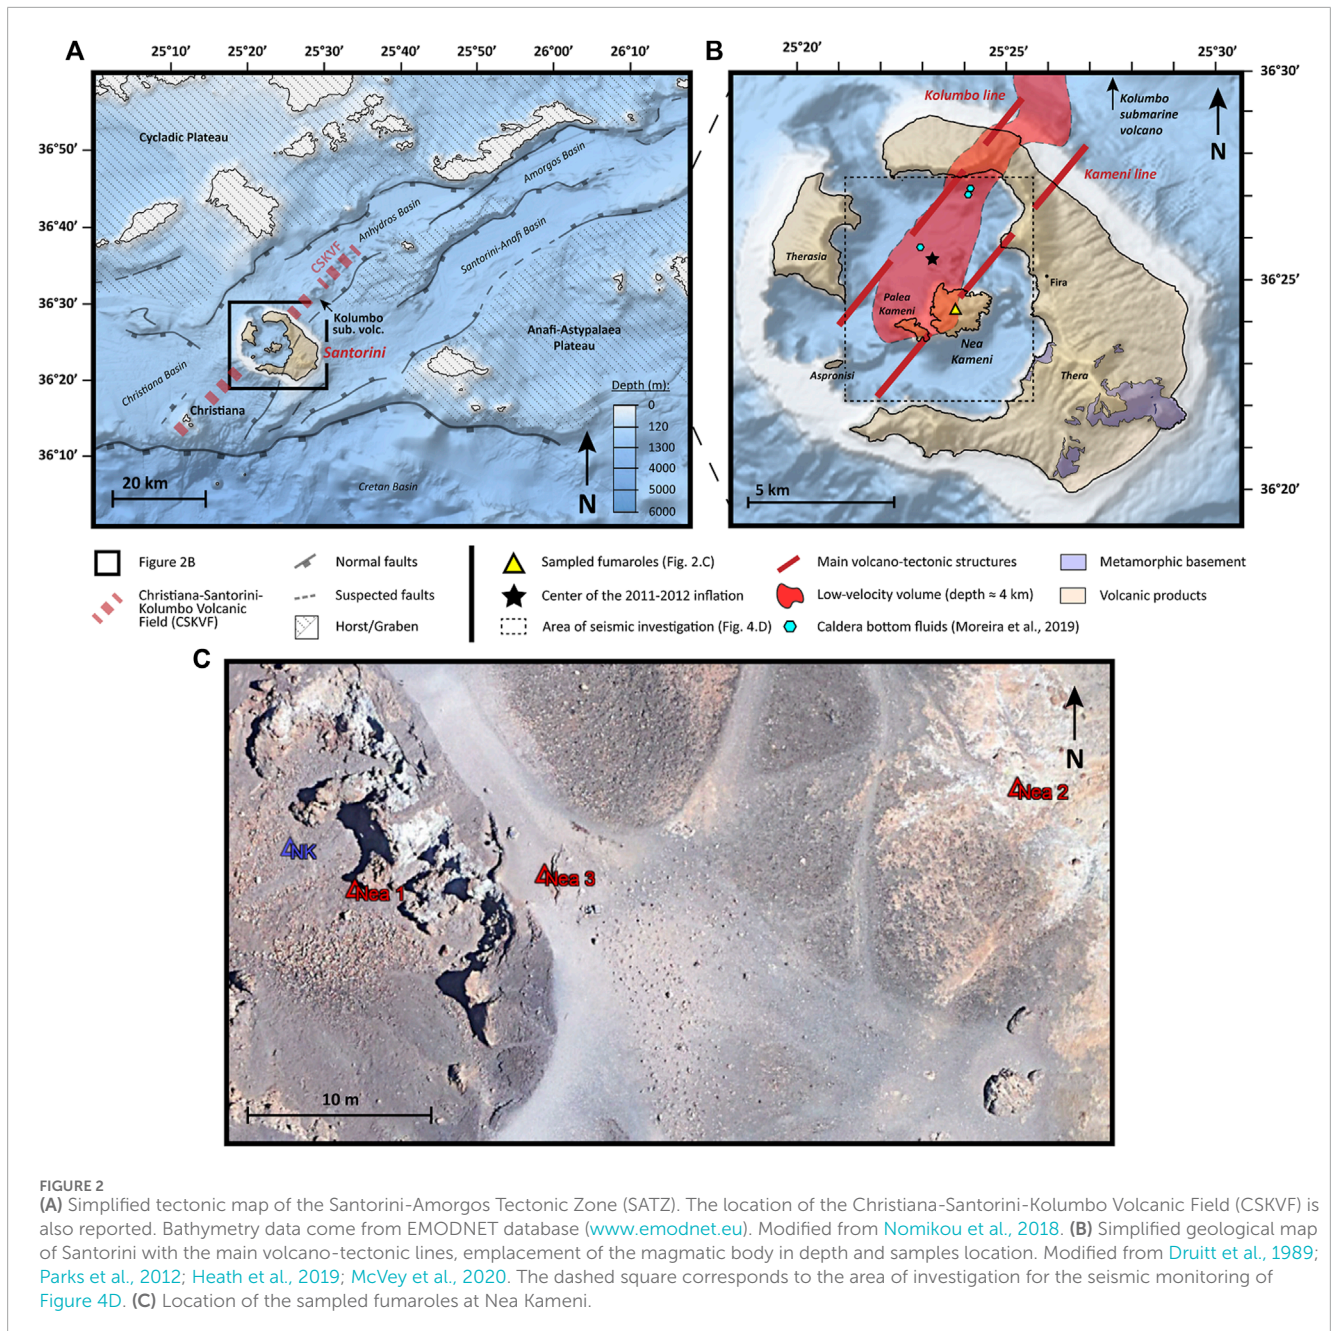 A
25°10′ 25°20′ 25°30′ 25°40′ 25°50′ 26°00′ 26°10′
36°50′
36°40′
36°30′
36°20′
36°10′
Cycladic Plateau
Amorgos Basin
Anhydros Basin
Santorini-Anafi Basin
CSKVF
Kolumbo
sub. volc.
Santorini
Anafi-Astypalaea
Plateau
Christiana Basin
Christiana
Cretan Basin
20 km
N
Depth (m):
0
120
1300
4000
5000
6000
B
25°20′ 25°25′ 25°30′
36°30′
36°25′
36°20′
Kolumbo line
Kolumbo
submarine
volcano
N
Kameni line
Therasia
Fira
Palea
Kameni
Nea
Kameni
Aspronisi
Thera
5 km
Figure 2B
Christiana-Santorini-
Kolumbo Volcanic
Field (CSKVF)
Normal faults
Suspected faults
Horst/Graben
Sampled fumaroles (Fig. 2.C)
Center of the 2011-2012 inflation
Area of seismic investigation (Fig. 4.D)
Main volcano-tectonic structures
Low-velocity volume (depth ≈ 4 km)
Caldera bottom fluids (Moreira et al., 2019)
Metamorphic basement
Volcanic products
C
N
Nea 2
NK
Nea 1
Nea 3
10 m
FIGURE 2
(A) Simplified tectonic map of the Santorini-Amorgos Tectonic Zone (SATZ). The location of the Christiana-Santorini-Kolumbo Volcanic Field (CSKVF) is
also reported. Bathymetry data come from EMODNET database (www.emodnet.eu). Modified from Nomikou et al., 2018. (B) Simplified geological map
of Santorini with the main volcano-tectonic lines, emplacement of the magmatic body in depth and samples location. Modified from Druitt et al., 1989;
Parks et al., 2012; Heath et al., 2019; McVey et al., 2020. The dashed square corresponds to the area of investigation for the seismic monitoring of
Figure 4D. (C) Location of the sampled fumaroles at Nea Kameni.